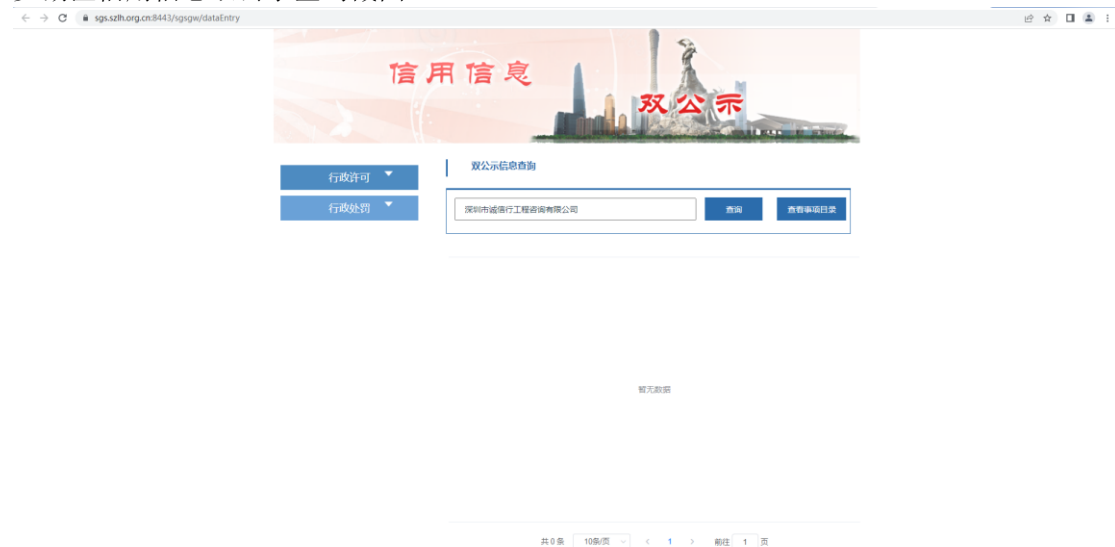 sgs.szlh.org.cn:8443/sgsgw/dataEntry
信用信息
双公示
行政许可
行政处罚
双公示信息查询
深圳市诚信行工程咨询有限公司
查询
查看事项目录
暂无数据
共 0 条 10条/页 1 前往 1 页